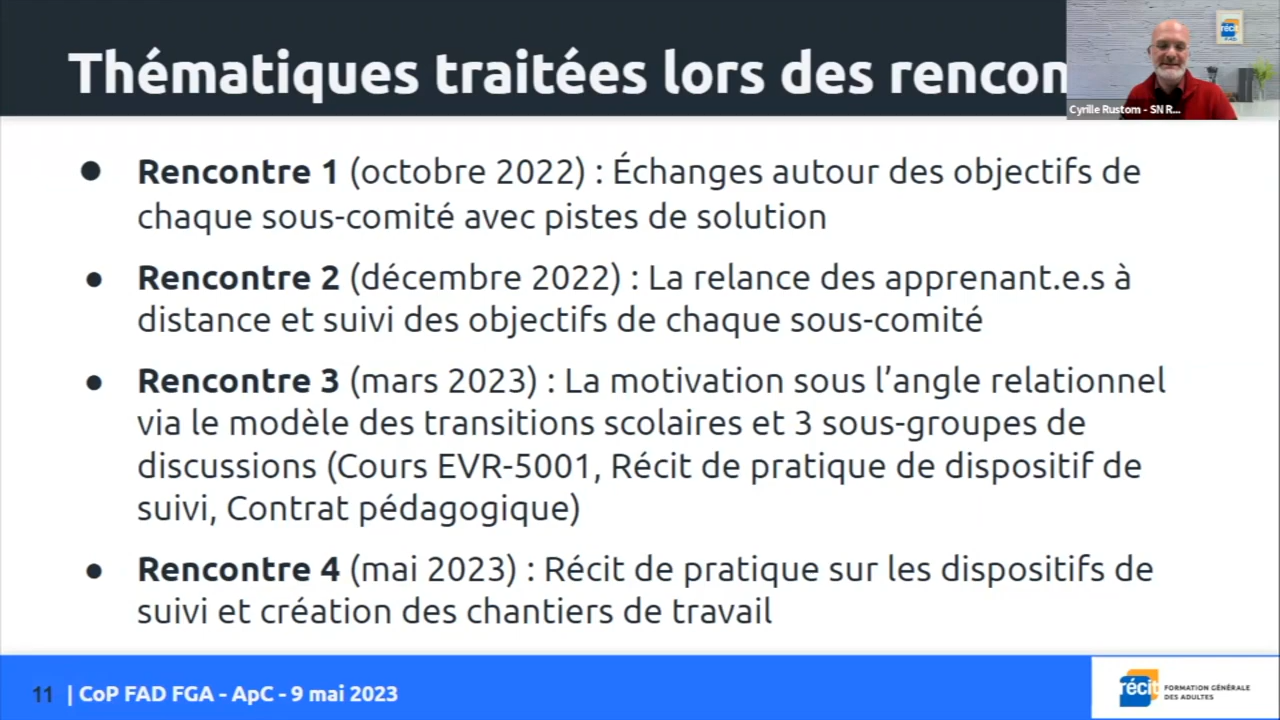 Thématiques traitées lors des rencon
récit
FAD
Cyrille Rustom - SN R...
● Rencontre 1 (octobre 2022) : Échanges autour des objectifs de
chaque sous-comité avec pistes de solution
● Rencontre 2 (décembre 2022) : La relance des apprenant.e.s à
distance et suivi des objectifs de chaque sous-comité
● Rencontre 3 (mars 2023) : La motivation sous l’angle relationnel
via le modèle des transitions scolaires et 3 sous-groupes de
discussions (Cours EVR-5001, Récit de pratique de dispositif de
suivi, Contrat pédagogique)
● Rencontre 4 (mai 2023) : Récit de pratique sur les dispositifs de
suivi et création des chantiers de travail
11 | CoP FAD FGA - ApC - 9 mai 2023
récit
FORMATION GÉNÉRALE
DES ADULTES